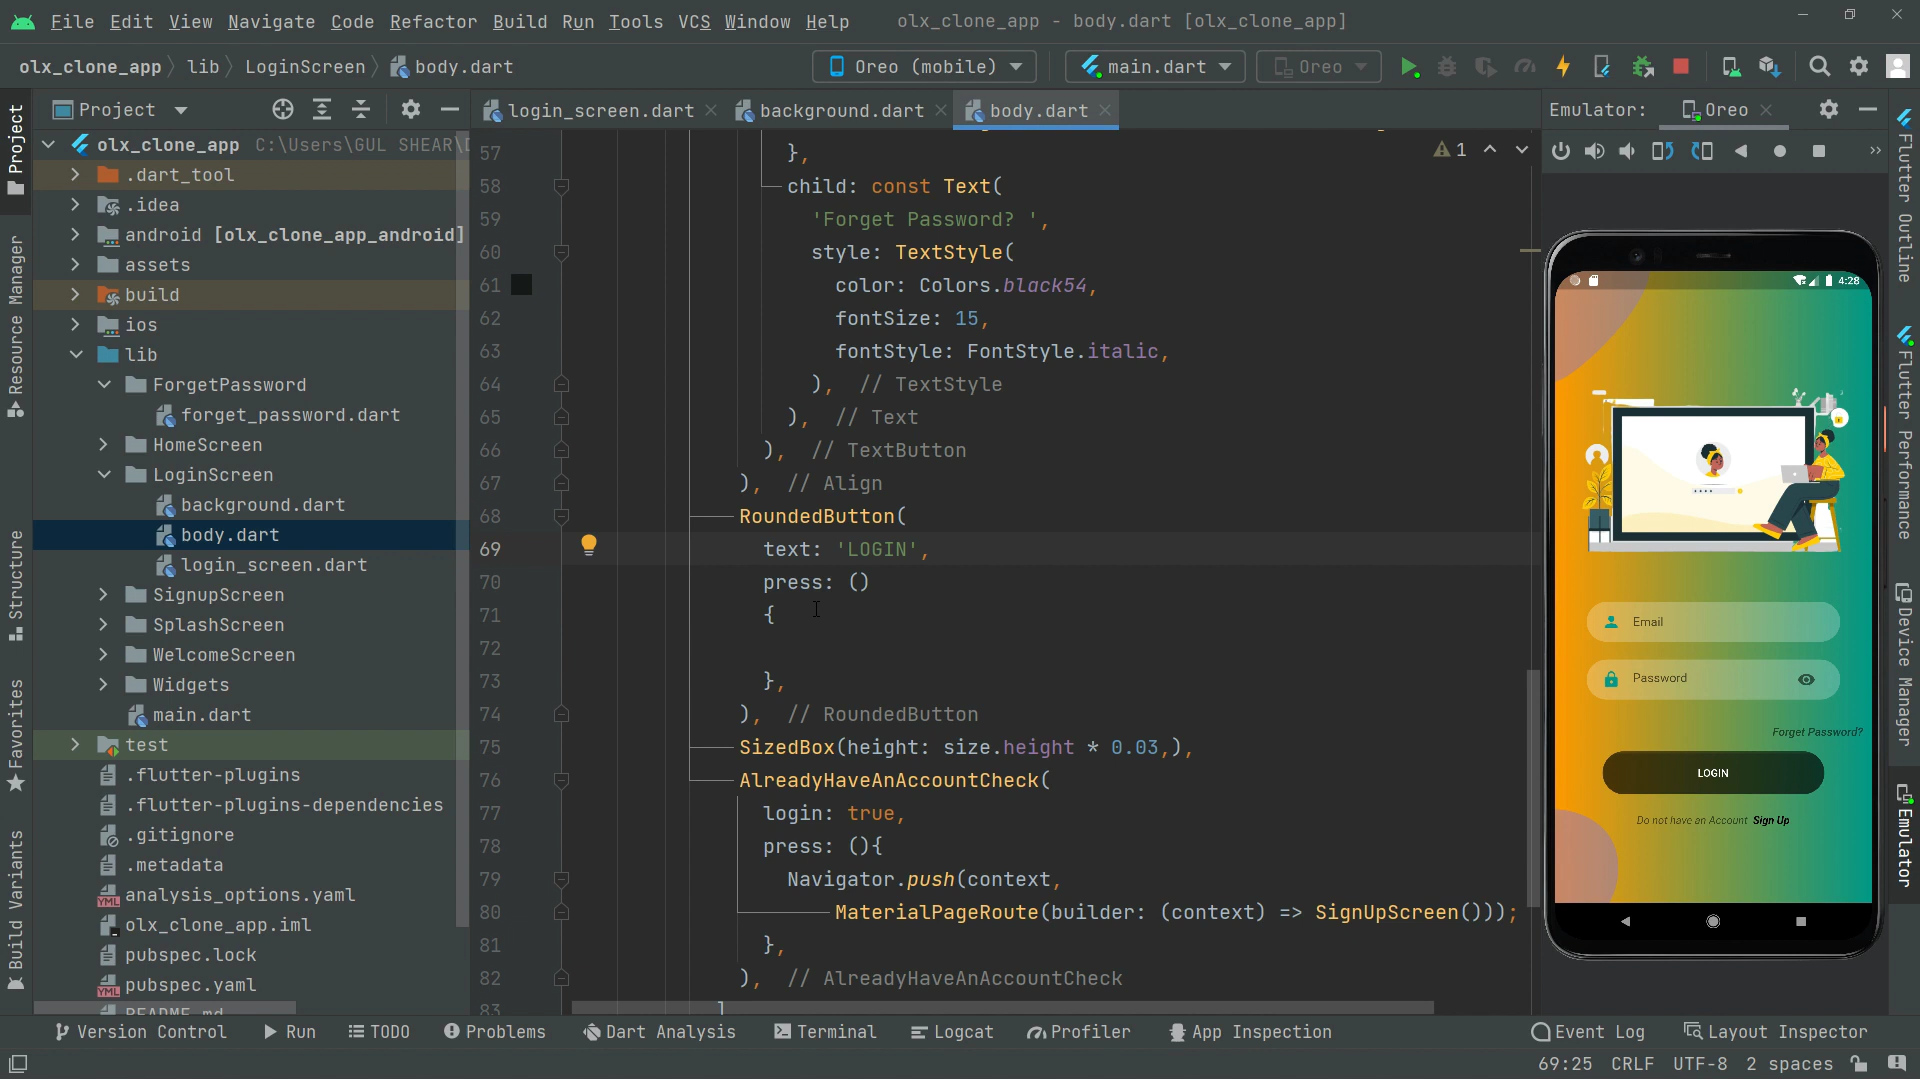 File Edit View Navigate Code Refactor Build Run Tools VCS Window Help olx_clone_app - body.dart [olx_clone_app]
olx_clone_app lib LoginScreen body.dart Oreo (mobile) main.dart Oreo
Project login_screen.dart background.dart body.dart Emulator: Oreo
olx_clone_app C:\Users\GUL SHEAR\
.dart_tool
.idea
android [olx_clone_app_android]
assets
build
ios
lib
ForgetPassword
forget_password.dart
HomeScreen
LoginScreen
background.dart
body.dart
login_screen.dart
SignupScreen
SplashScreen
WelcomeScreen
Widgets
main.dart
test
.flutter-plugins
.flutter-plugins-dependencies
.gitignore
.metadata
analysis_options.yaml
olx_clone_app.iml
pubspec.lock
pubspec.yaml
README.md
Project
Resource Manager
Structure
Favorites
Build Variants
1
57 },
58 child: const Text(
59 'Forget Password? ',
60 style: TextStyle(
61 color: Colors.black54,
62 fontSize: 15,
63 fontStyle: FontStyle.italic,
64 ), // TextStyle
65 ), // Text
66 ), // TextButton
67 ), // Align
68 RoundedButton(
69 text: 'LOGIN',
70 press: ()
71 {
72
73 },
74 ), // RoundedButton
75 SizedBox(height: size.height * 0.03,),
76 AlreadyHaveAnAccountCheck(
77 login: true,
78 press: (){
79 Navigator.push(context,
80 MaterialPageRoute(builder: (context) => SignUpScreen()));
81 },
82 ), // AlreadyHaveAnAccountCheck
83 ]
4:28
Email
Password
Forget Password?
LOGIN
Do not have an Account Sign Up
Flutter Outline
Flutter Performance
Device Manager
Emulator
Version Control Run TODO Problems Dart Analysis Terminal Logcat Profiler App Inspection Event Log Layout Inspector
69:25 CRLF UTF-8 2 spaces